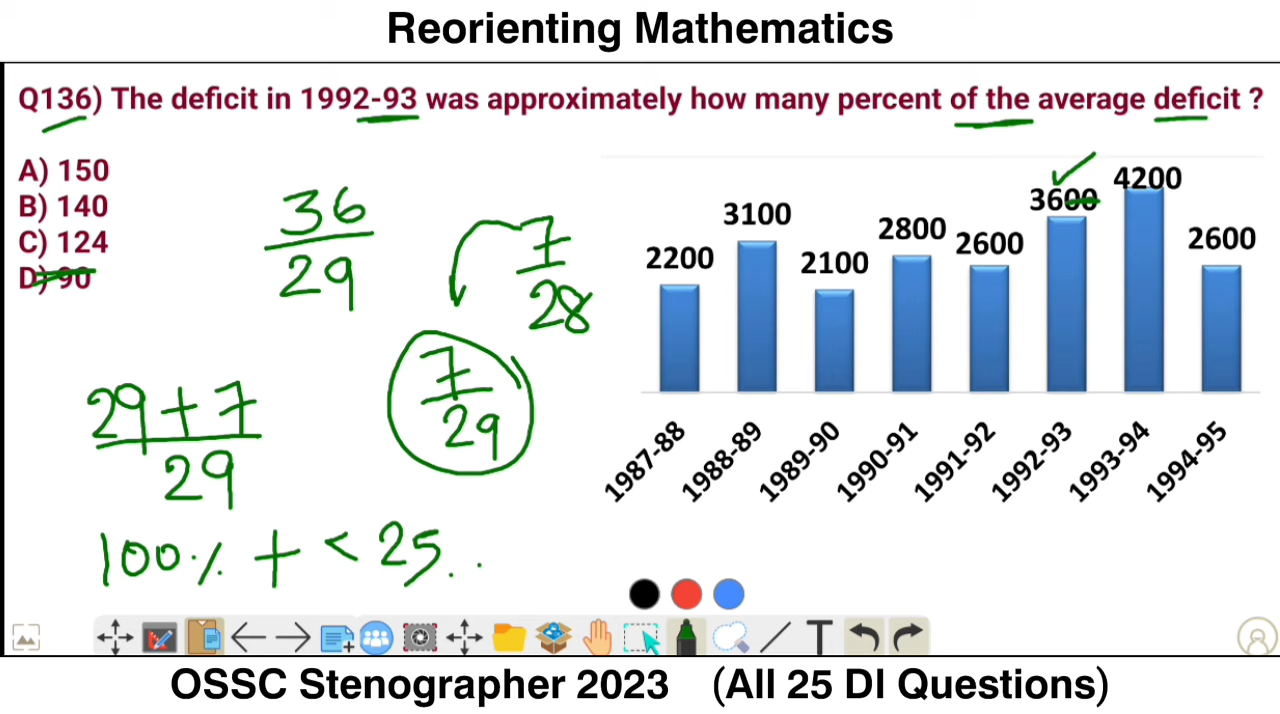 Reorienting Mathematics
Q136) The deficit in 1992-93 was approximately how many percent of the average deficit ?
A) 150
B) 140
C) 124
D) 90
36
29
7
28
7
29
29 + 7
29
100% + < 25..
2200
3100
2100
2800
2600
3600
4200
2600
1987-88
1988-89
1989-90
1990-91
1991-92
1992-93
1993-94
1994-95
T
OSSC Stenographer 2023 (All 25 DI Questions)